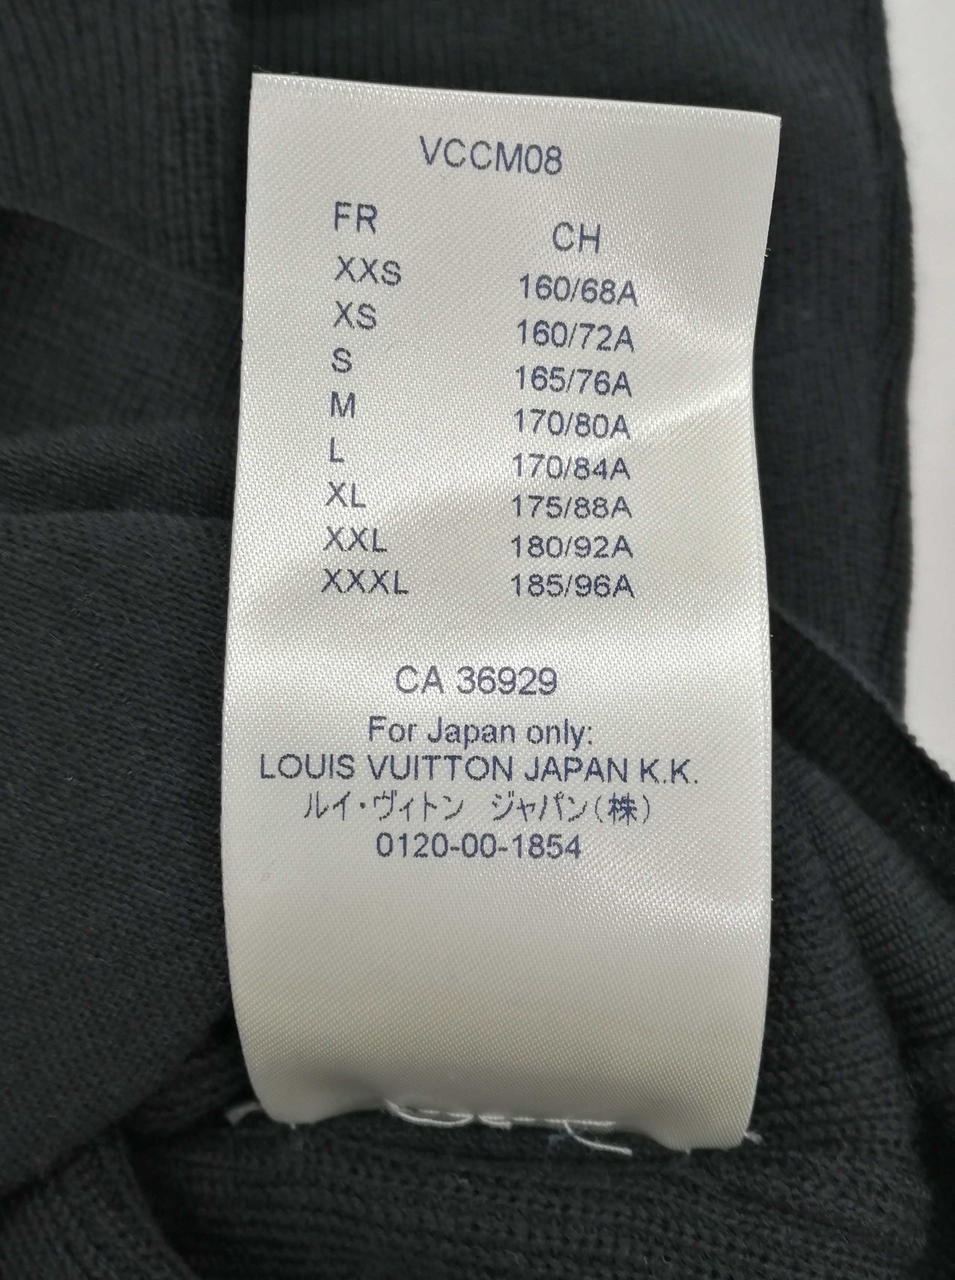 VCCM08
FR CH
XXS 160/68A
XS 160/72A
S 165/76A
M 170/80A
L 170/84A
XL 175/88A
XXL 180/92A
XXXL 185/96A
CA 36929
For Japan only:
LOUIS VUITTON JAPAN K.K.
ルイ・ヴィトン ジャパン(株)
0120-00-1854